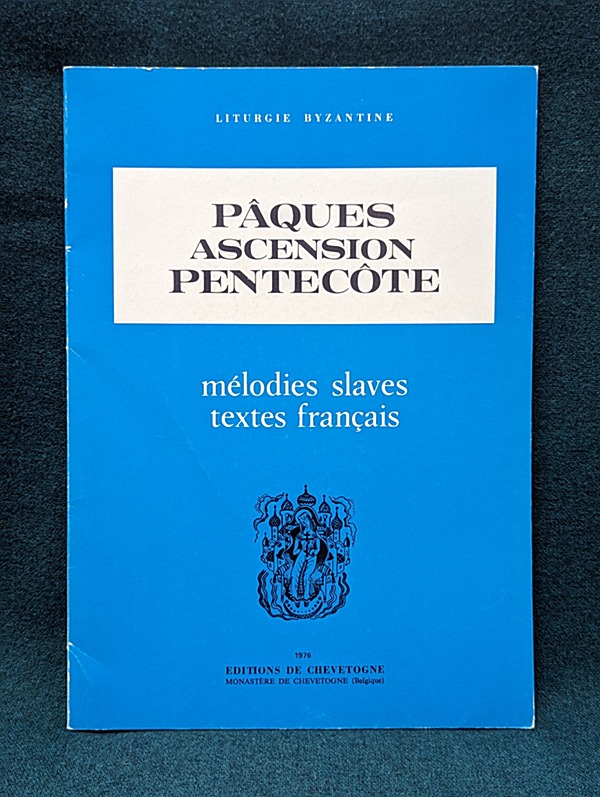 LITURGIE BYZANTINE
PÂQUES
ASCENSION
PENTECÔTE
mélodies slaves
textes français
1976
EDITIONS DE CHEVETOGNE
MONASTÈRE DE CHEVETOGNE (Belgique)